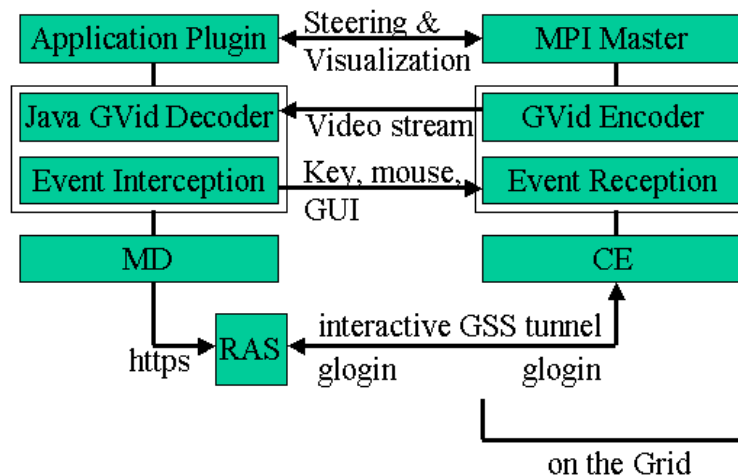 Application Plugin
Steering &
Visualization
MPI Master
Java GVid Decoder
Video stream
GVid Encoder
Event Interception
Key, mouse,
GUI
Event Reception
MD
CE
https
RAS
interactive GSS tunnel
glogin
glogin
on the Grid